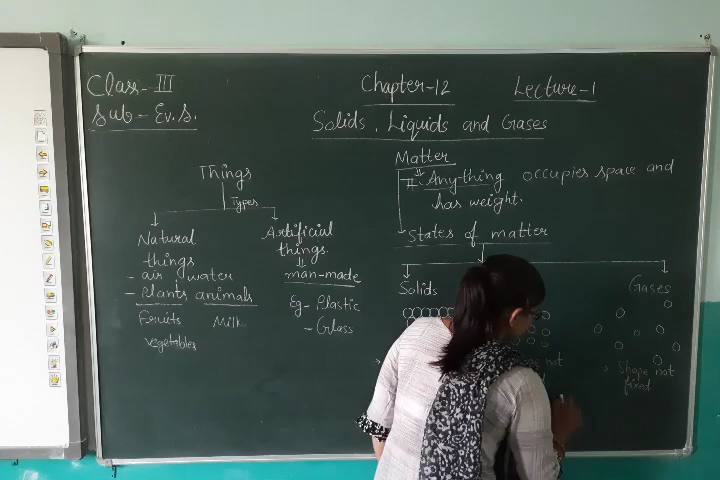 Class - III
Sub - Ev.S.
Chapter-12
Lecture-1
Solids, Liquids and Gases
Things
Types
Natural things
- air water
- Plants animals
Fruits Milk
Vegetables
Artificial things.
man-made
Eg - Plastic
- Glass
Matter
Any-thing occupies space and
has weight.
States of matter
Solids
Gases
not
Shape not
fixed